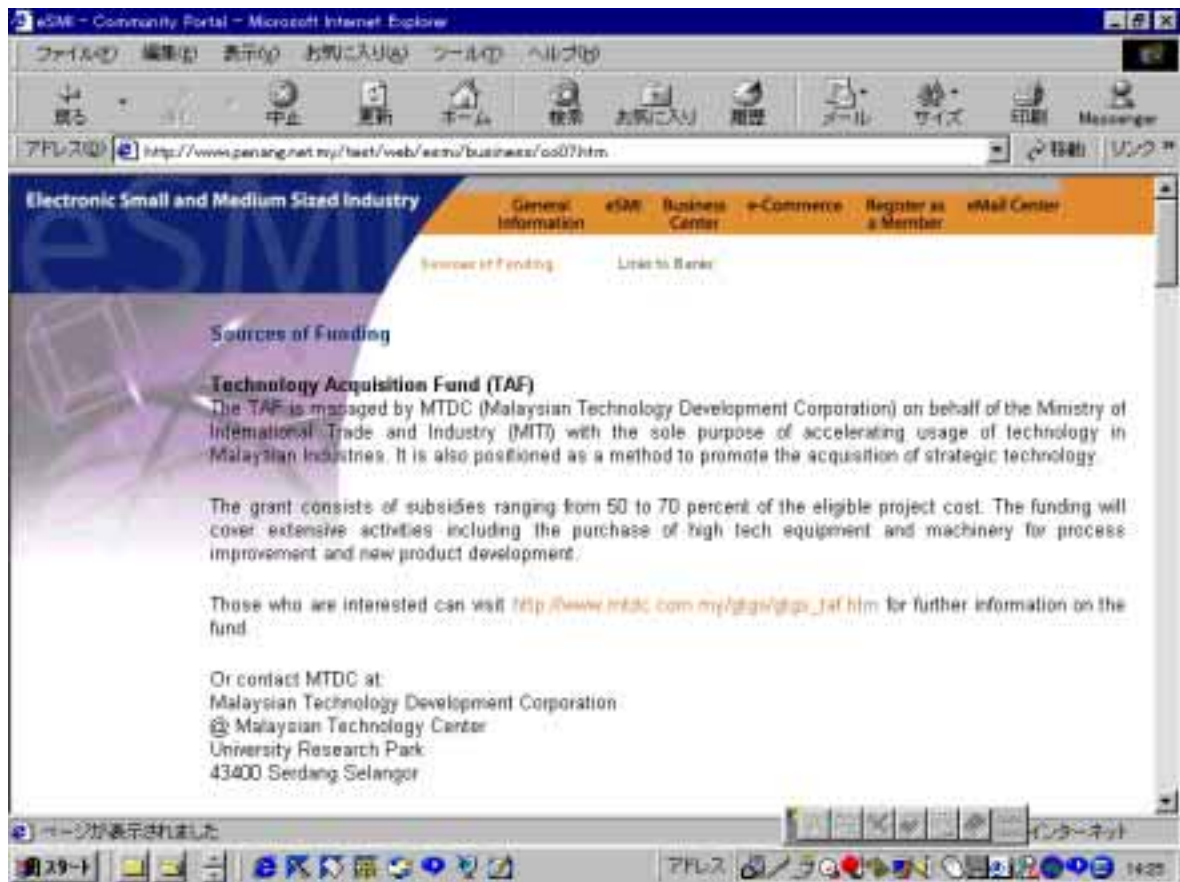 eSMI - Community Portal - Microsoft Internet Explorer
ファイル(F) 編集(E) 表示(V) お気に入り(A) ツール(T) ヘルプ(H)
戻る 中止 更新 ホーム 検索 お気に入り 履歴 メール サイズ 印刷 Messenger
アドレス(D) 移動 リンク »
Electronic Small and Medium Sized Industry
eSMI
General Information eSMI Business Center e-Commerce Register as a Member eMail Center
Sources of Funding Links to Banks
Sources of Funding
Technology Acquisition Fund (TAF)
The TAF is managed by MTDC (Malaysian Technology Development Corporation) on behalf of the Ministry of
International Trade and Industry (MITI) with the sole purpose of accelerating usage of technology in
Malaysian Industries. It is also positioned as a method to promote the acquisition of strategic technology.
The grant consists of subsidies ranging from 50 to 70 percent of the eligible project cost. The funding will
cover extensive activities including the purchase of high tech equipment and machinery for process
improvement and new product development.
Those who are interested can visit http://www.mtdc.com.my/gtgs/gtgs_taf.htm for further information on the
fund.
Or contact MTDC at:
Malaysian Technology Development Corporation
@ Malaysian Technology Center
University Research Park
43400 Serdang Selangor
ページが表示されました インターネット
スタート アドレス 14:25